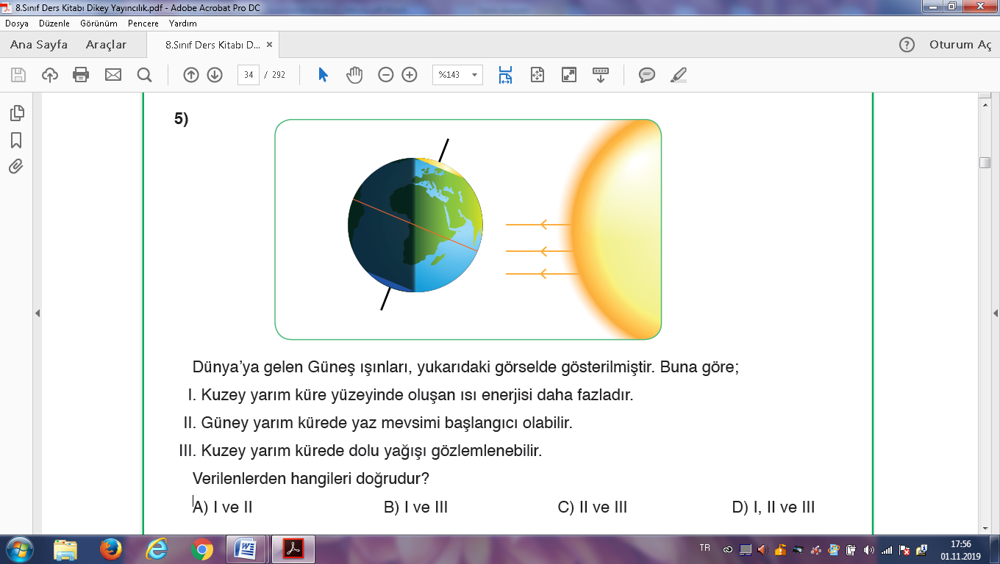 8.Sınıf Ders Kitabı Dikey Yayıncılık.pdf - Adobe Acrobat Pro DC
Dosya Düzenle Görünüm Pencere Yardım
Ana Sayfa Araçlar 8.Sınıf Ders Kitabı D... × Oturum Aç
34 / 292 %143
5)
Dünya’ya gelen Güneş ışınları, yukarıdaki görselde gösterilmiştir. Buna göre;
I. Kuzey yarım küre yüzeyinde oluşan ısı enerjisi daha fazladır.
II. Güney yarım kürede yaz mevsimi başlangıcı olabilir.
III. Kuzey yarım kürede dolu yağışı gözlemlenebilir.
Verilenlerden hangileri doğrudur?
A) I ve II B) I ve III C) II ve III D) I, II ve III
TR 17:56
01.11.2019